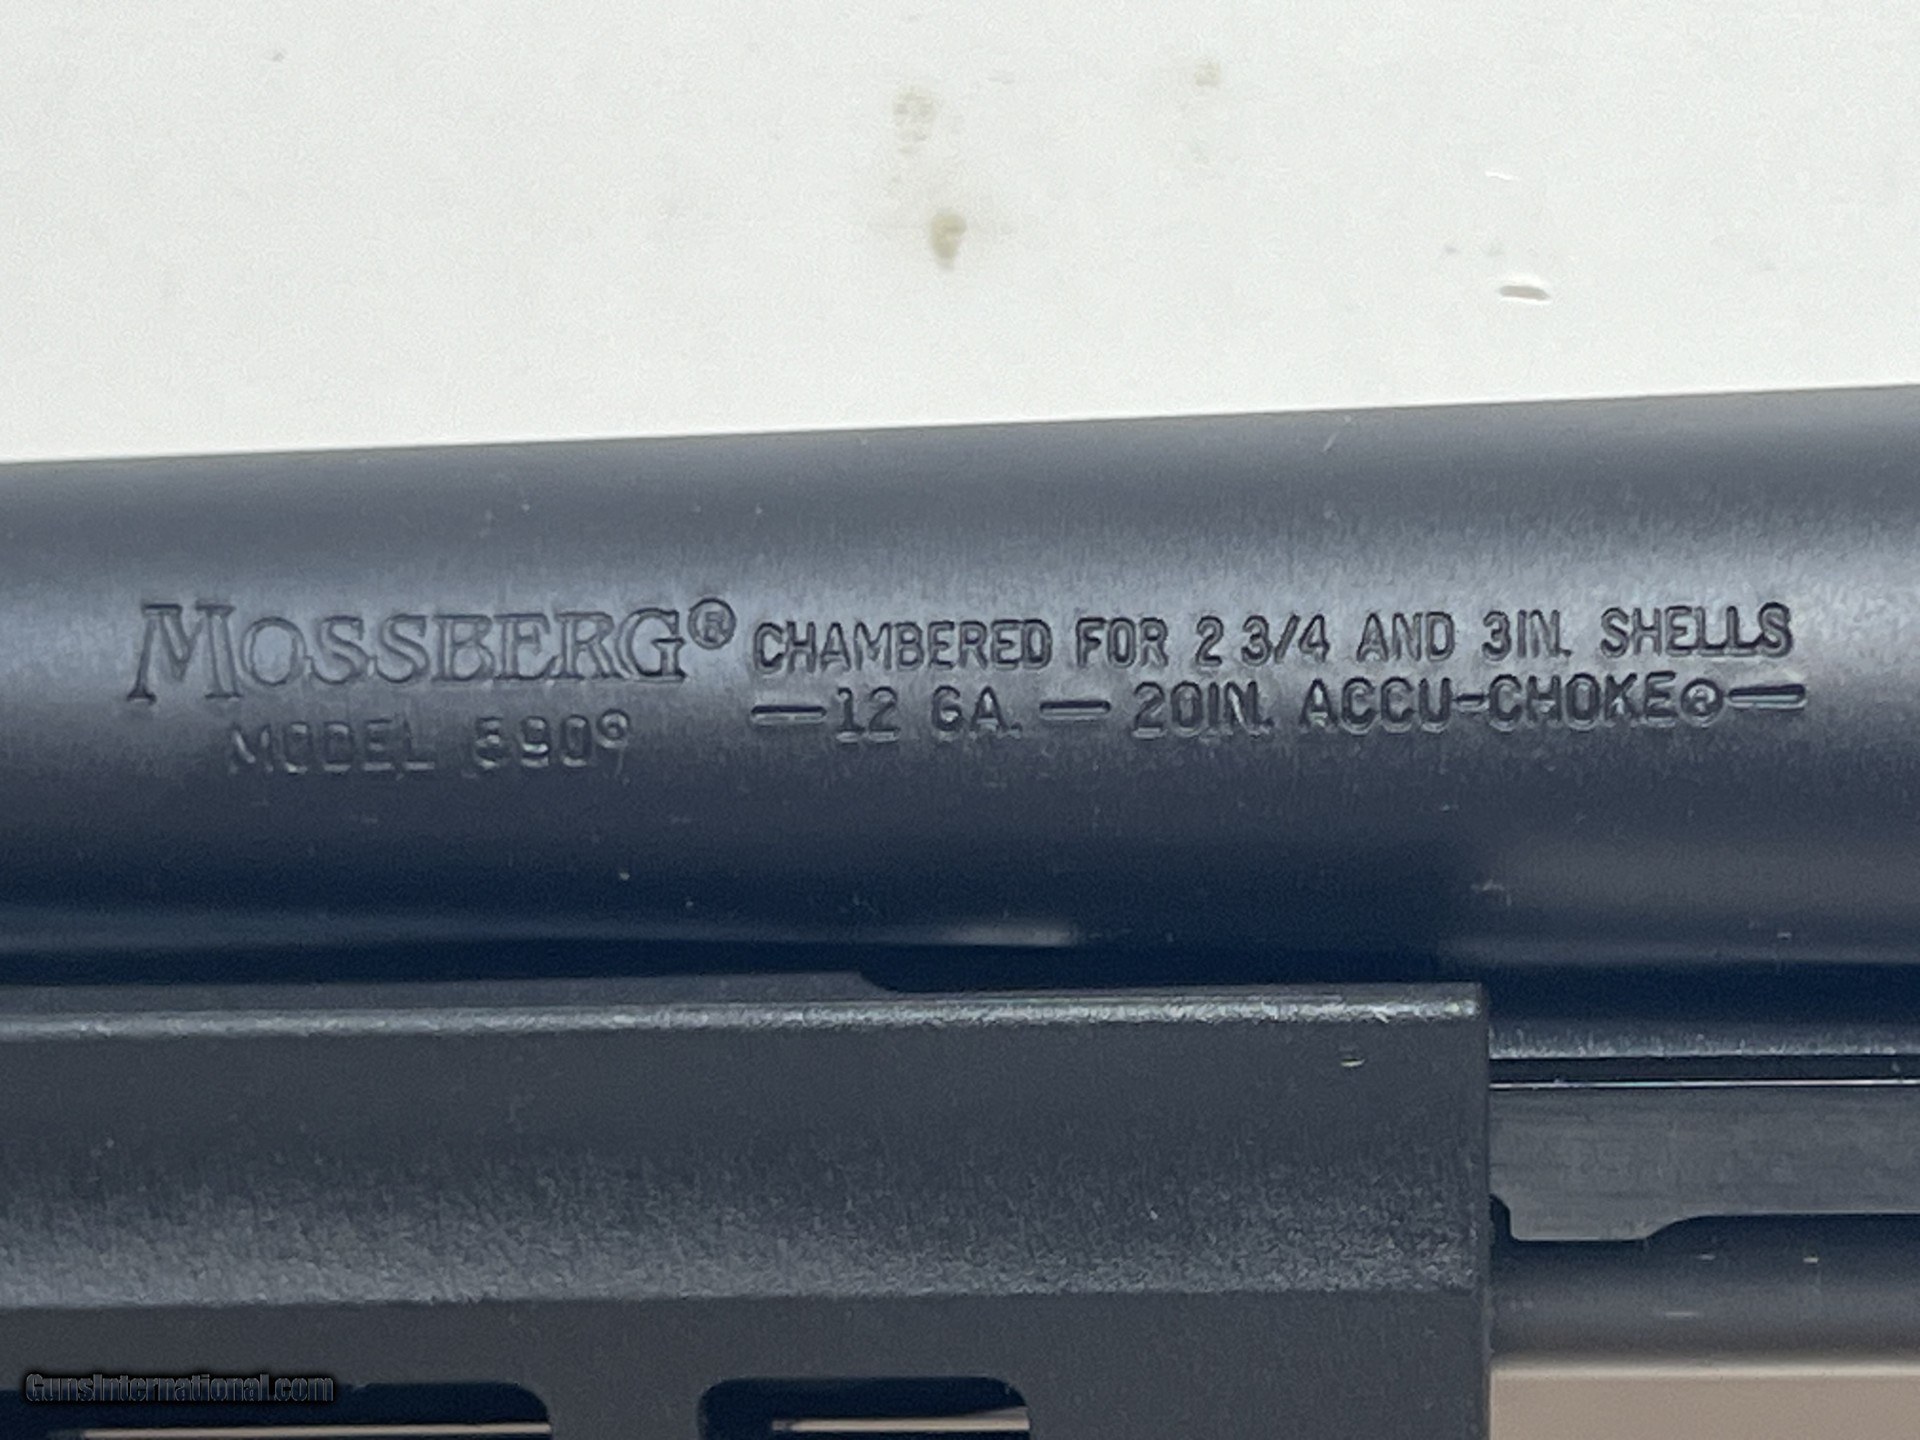 MOSSBERG® CHAMBERED FOR 2 3/4 AND 3IN. SHELLS
MODEL 590® —12 GA. — 20IN. ACCU-CHOKE®—
GunsInternational.com